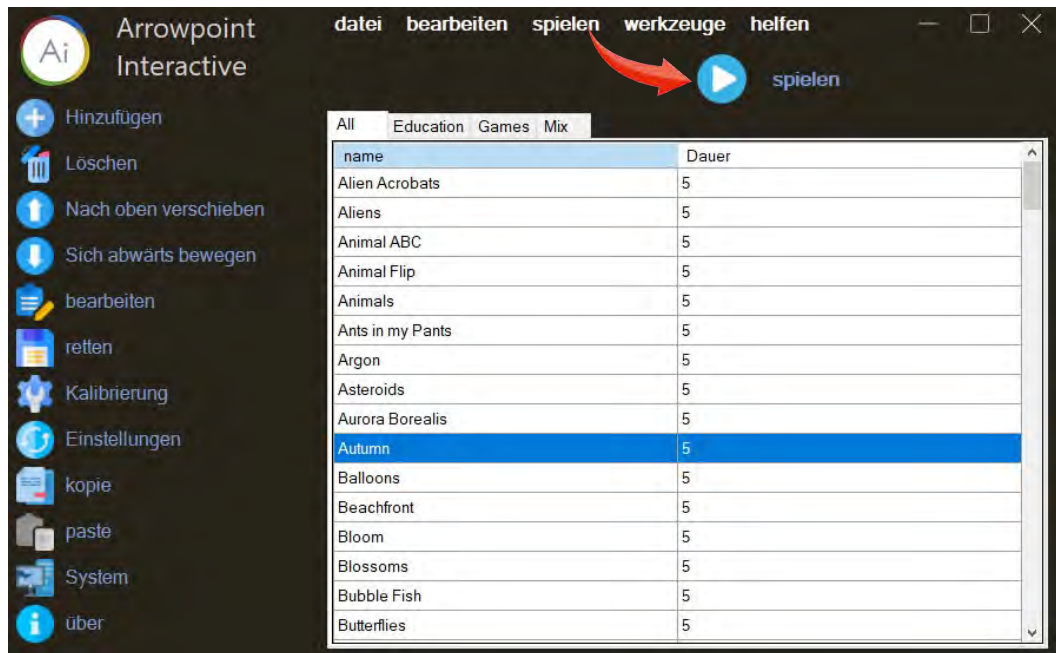 Ai
Arrowpoint
Interactive
datei bearbeiten spielen werkzeuge helfen
spielen
Hinzufügen
Löschen
Nach oben verschieben
Sich abwärts bewegen
bearbeiten
retten
Kalibrierung
Einstellungen
kopie
paste
System
über
All Education Games Mix
name Dauer
Alien Acrobats 5
Aliens 5
Animal ABC 5
Animal Flip 5
Animals 5
Ants in my Pants 5
Argon 5
Asteroids 5
Aurora Borealis 5
Autumn 5
Balloons 5
Beachfront 5
Bloom 5
Blossoms 5
Bubble Fish 5
Butterflies 5